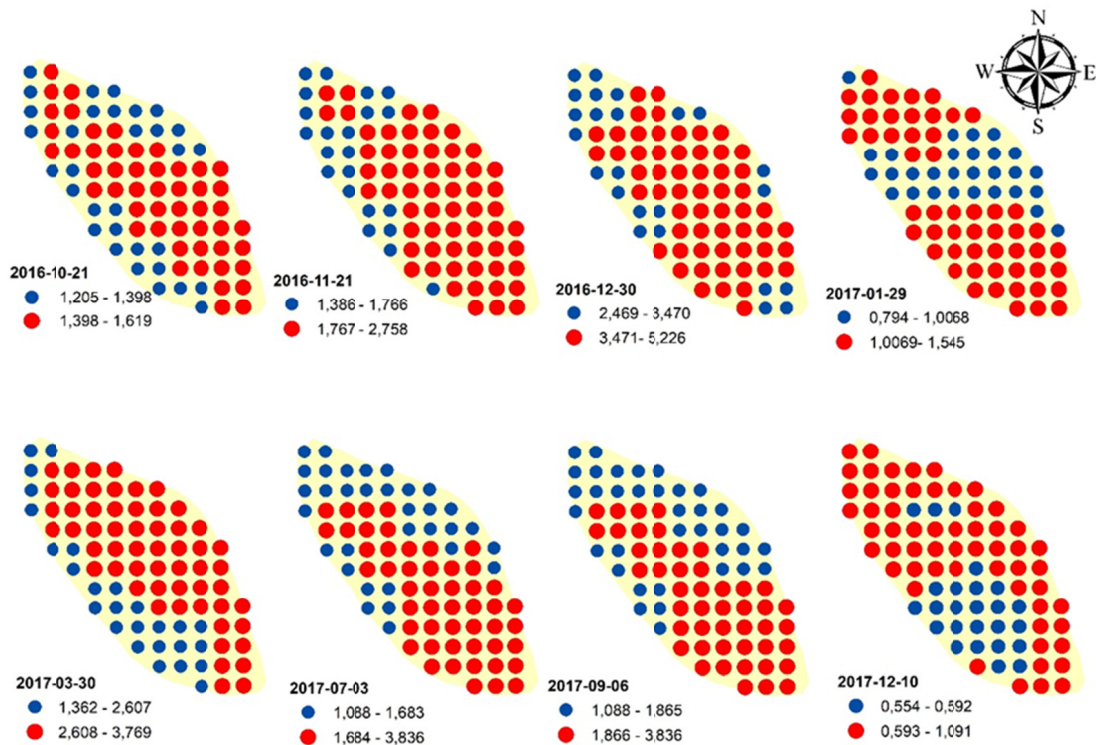 N
W E
S
2016-10-21
1,205 - 1,398
1,398 - 1,619
2016-11-21
1,386 - 1,766
1,767 - 2,758
2016-12-30
2,469 - 3,470
3,471 - 5,226
2017-01-29
0,794 - 1,0068
1,0069- 1,545
2017-03-30
1,362 - 2,607
2,608 - 3,769
2017-07-03
1,088 - 1,683
1,684 - 3,836
2017-09-06
1,088 - 1,865
1,866 - 3,836
2017-12-10
0,554 - 0,592
0,593 - 1,091